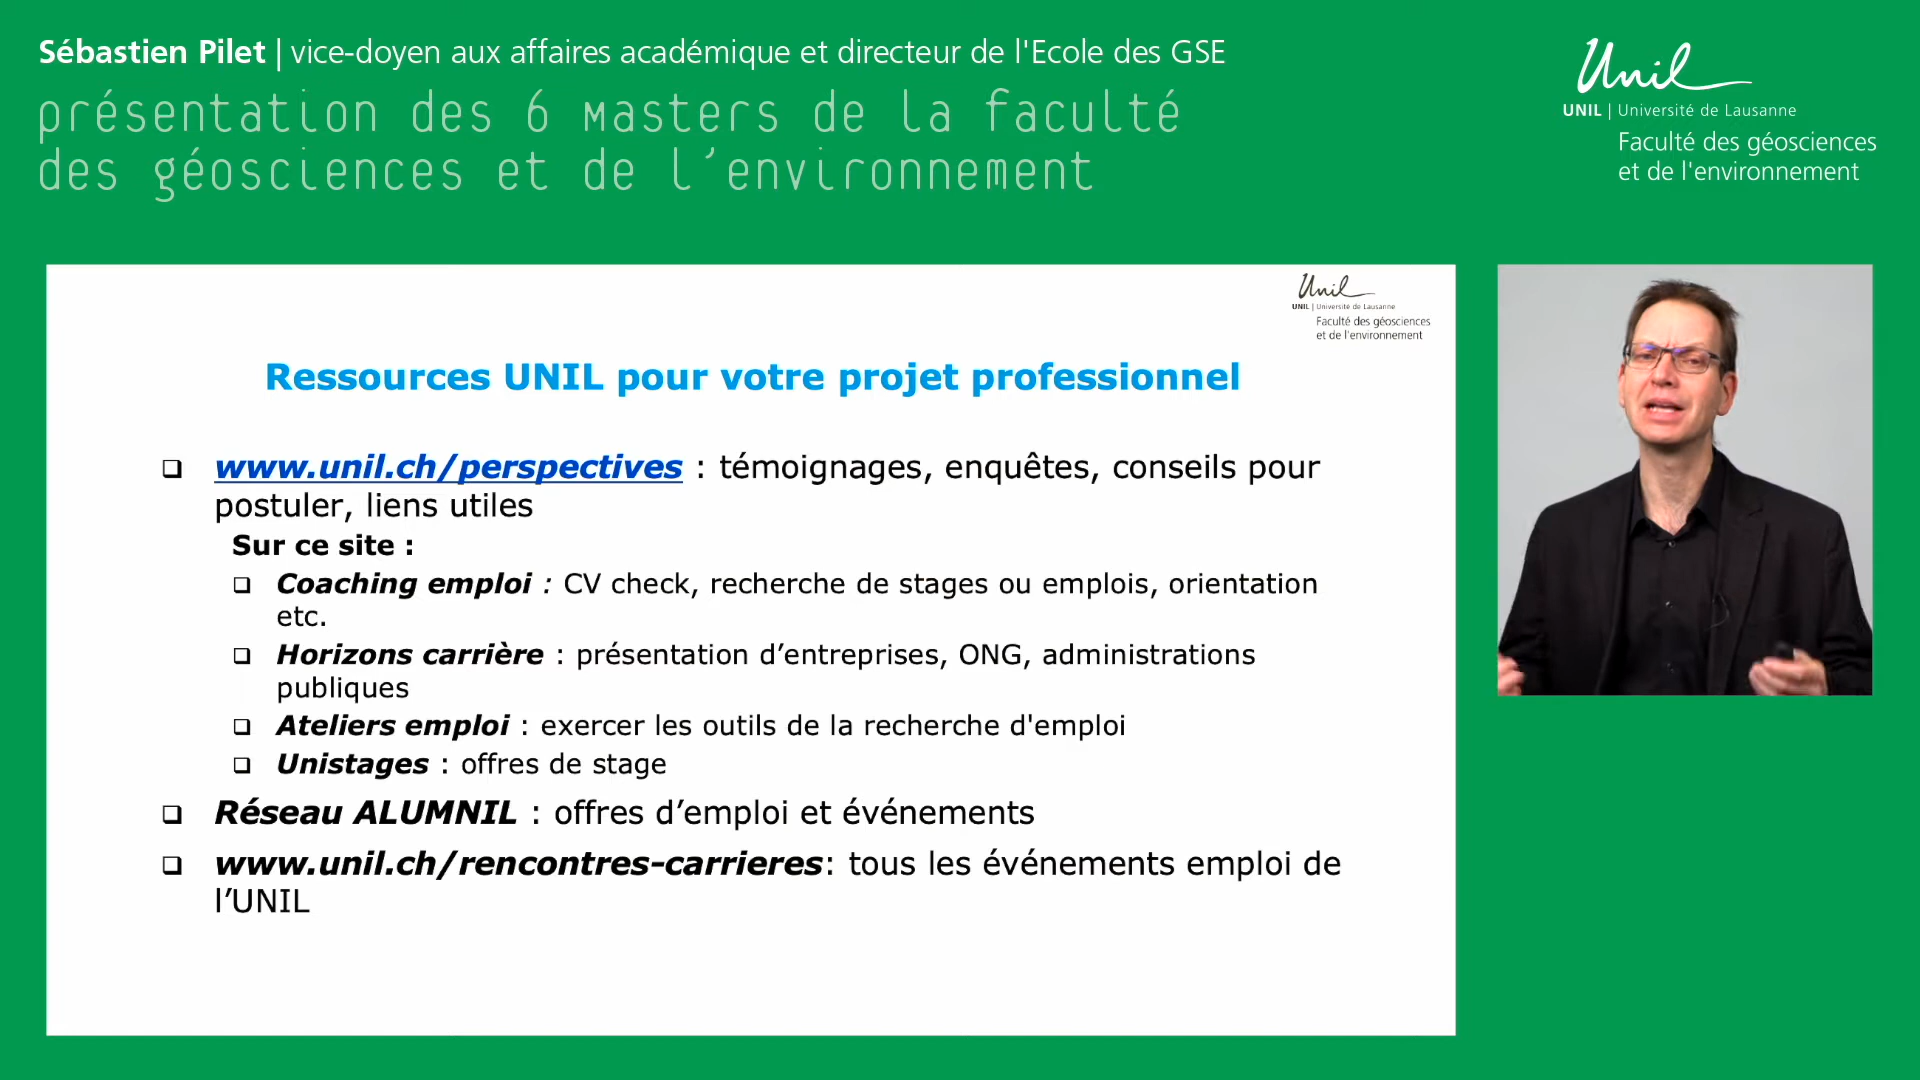 Sébastien Pilet | vice-doyen aux affaires académique et directeur de l'Ecole des GSE
présentation des 6 masters de la faculté
des géosciences et de l'environnement
Unil
UNIL | Université de Lausanne
Faculté des géosciences
et de l'environnement
Unil
UNIL | Université de Lausanne
Faculté des géosciences
et de l'environnement
Ressources UNIL pour votre projet professionnel
❑ www.unil.ch/perspectives : témoignages, enquêtes, conseils pour
postuler, liens utiles
Sur ce site :
❑ Coaching emploi : CV check, recherche de stages ou emplois, orientation
etc.
❑ Horizons carrière : présentation d’entreprises, ONG, administrations
publiques
❑ Ateliers emploi : exercer les outils de la recherche d'emploi
❑ Unistages : offres de stage
❑ Réseau ALUMNIL : offres d’emploi et événements
❑ www.unil.ch/rencontres-carrieres: tous les événements emploi de
l’UNIL